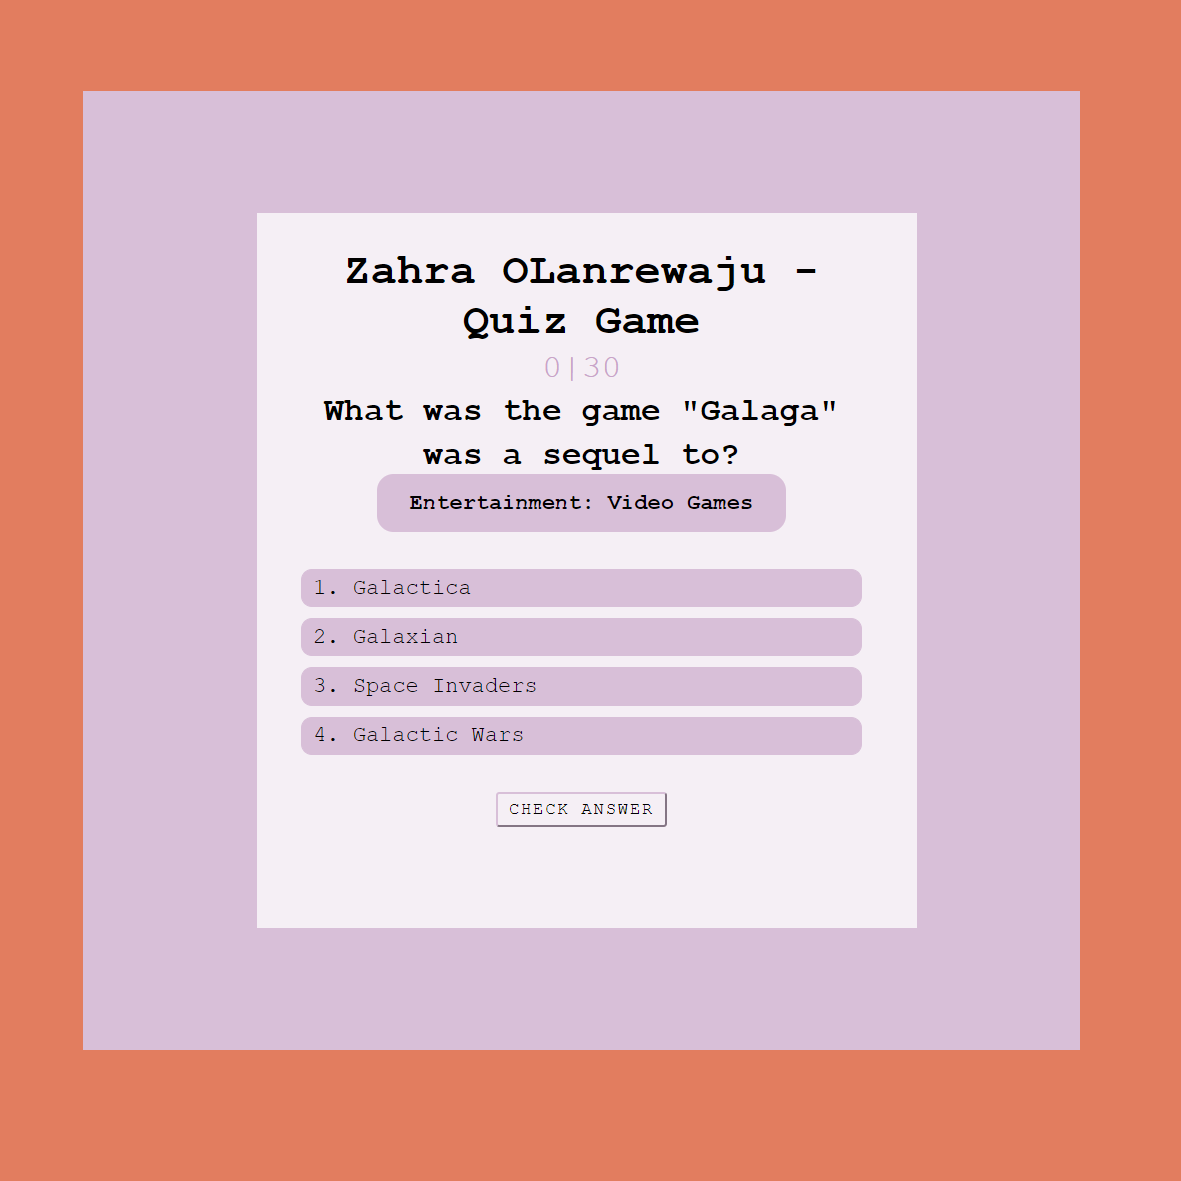 Zahra OLanrewaju -
Quiz Game
0|30
What was the game "Galaga"
was a sequel to?
Entertainment: Video Games
1. Galactica
2. Galaxian
3. Space Invaders
4. Galactic Wars
CHECK ANSWER